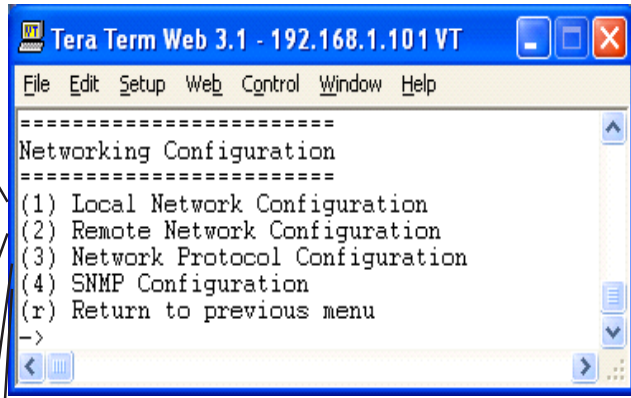 Tera Term Web 3.1 - 192.168.1.101 VT
File Edit Setup Web Control Window Help
========================
Networking Configuration
========================
(1) Local Network Configuration
(2) Remote Network Configuration
(3) Network Protocol Configuration
(4) SNMP Configuration
(r) Return to previous menu
->